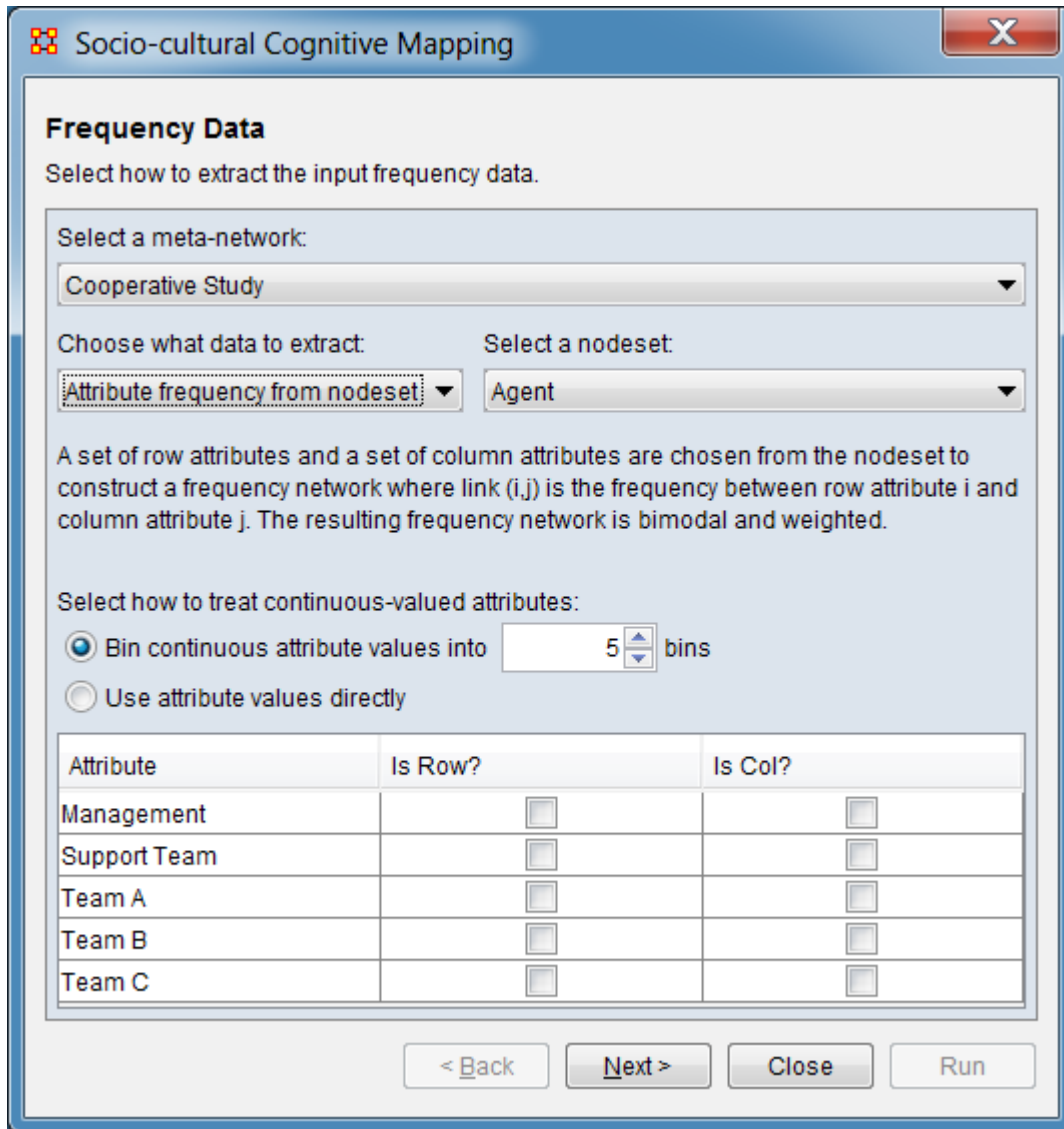 Socio-cultural Cognitive Mapping
Frequency Data
Select how to extract the input frequency data.
Select a meta-network:
Cooperative Study
Choose what data to extract: Select a nodeset:
Attribute frequency from nodeset Agent
A set of row attributes and a set of column attributes are chosen from the nodeset to
construct a frequency network where link (i,j) is the frequency between row attribute i and
column attribute j. The resulting frequency network is bimodal and weighted.
Select how to treat continuous-valued attributes:
Bin continuous attribute values into 5 bins
Use attribute values directly
Attribute Is Row? Is Col?
Management
Support Team
Team A
Team B
Team C
< Back Next > Close Run